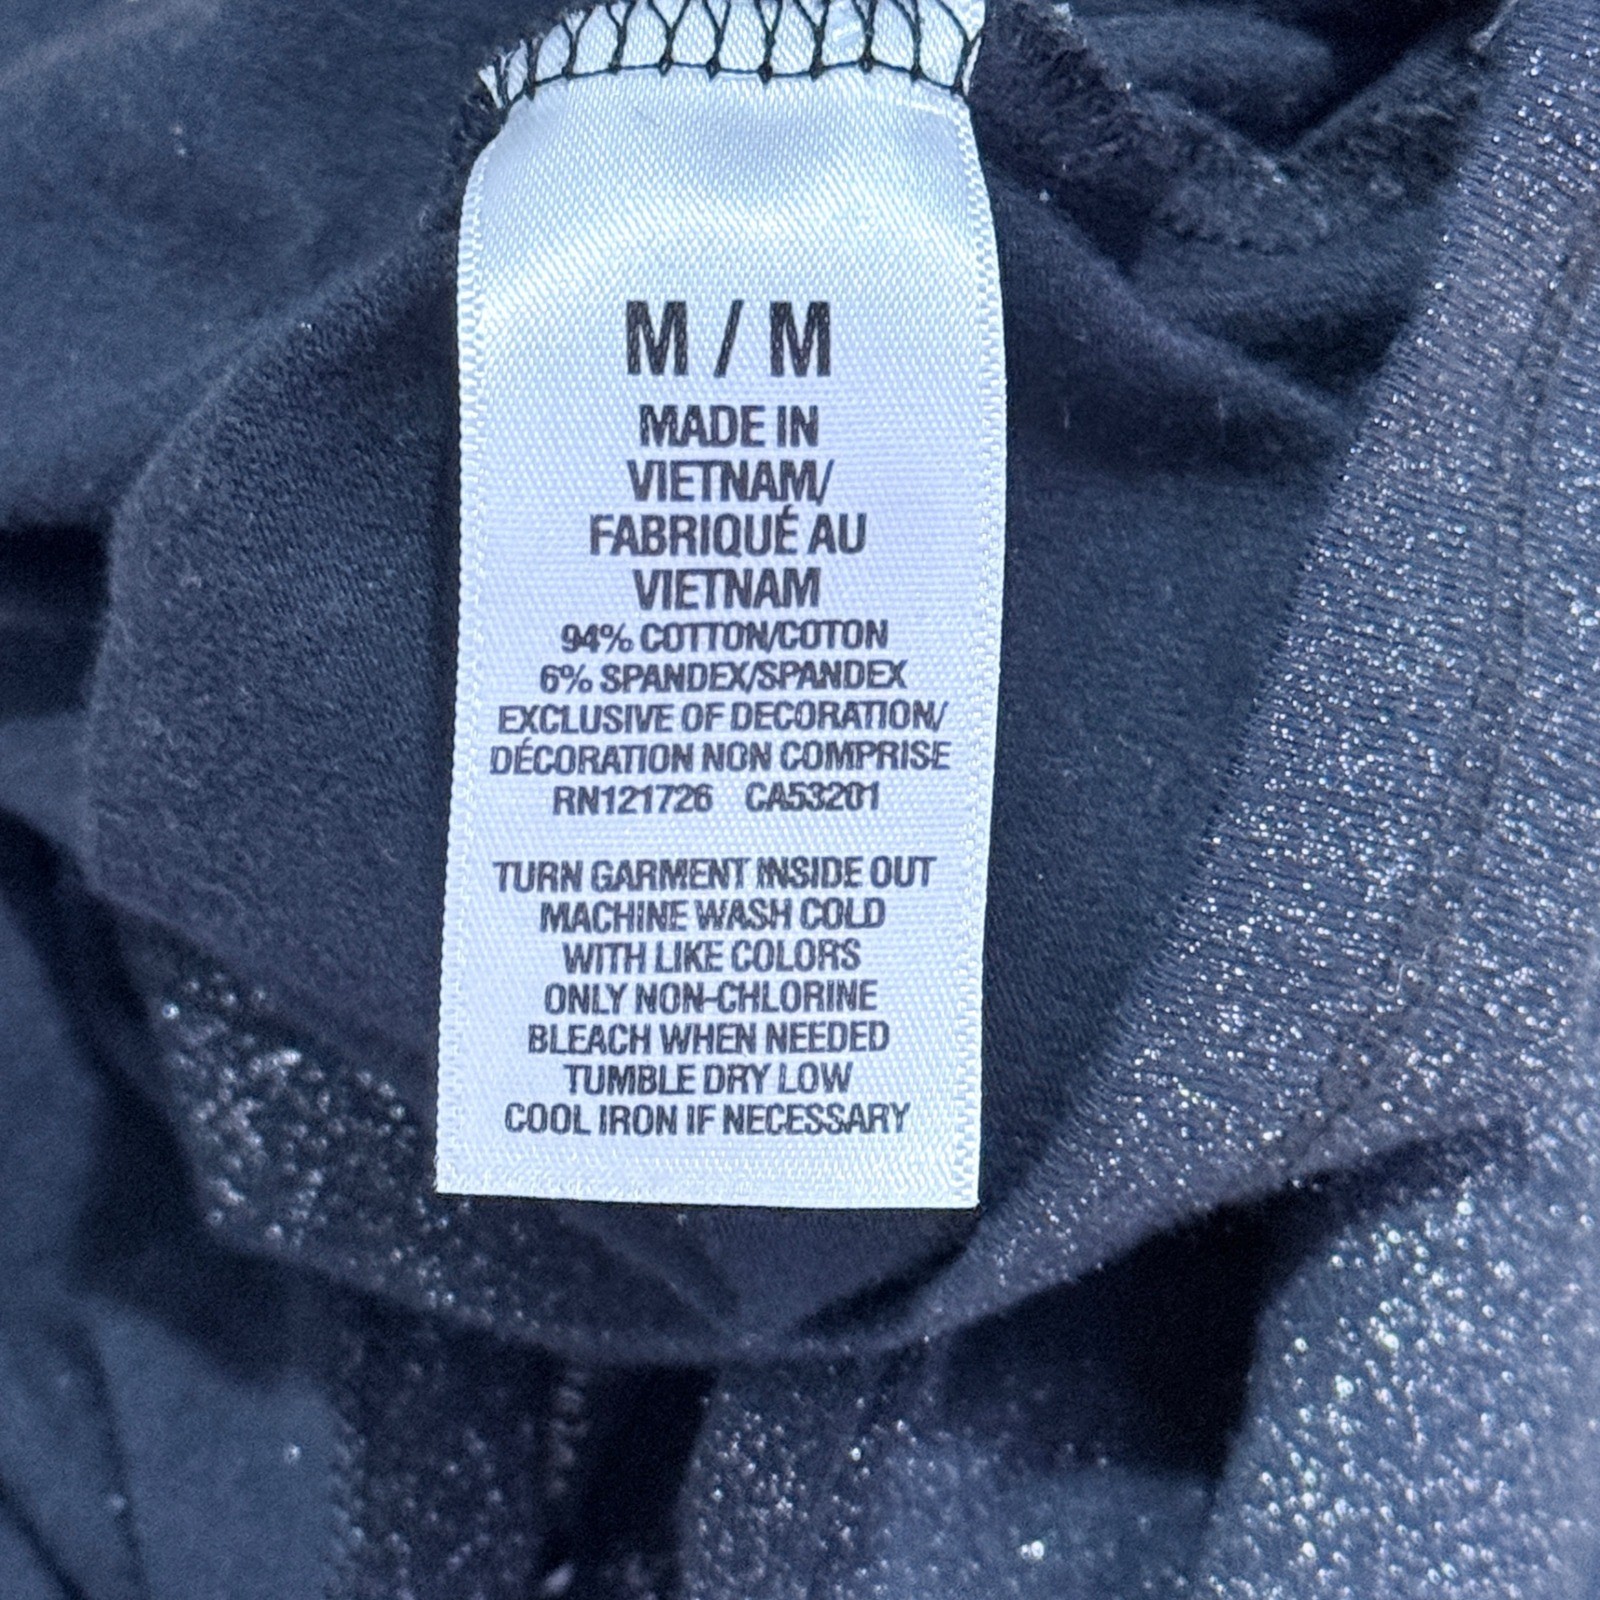 M / M
MADE IN
VIETNAM/
FABRIQUÉ AU
VIETNAM
94% COTTON/COTON
6% SPANDEX/SPANDEX
EXCLUSIVE OF DECORATION/
DÉCORATION NON COMPRISE
RN121726 CA53201
TURN GARMENT INSIDE OUT
MACHINE WASH COLD
WITH LIKE COLORS
ONLY NON-CHLORINE
BLEACH WHEN NEEDED
TUMBLE DRY LOW
COOL IRON IF NECESSARY